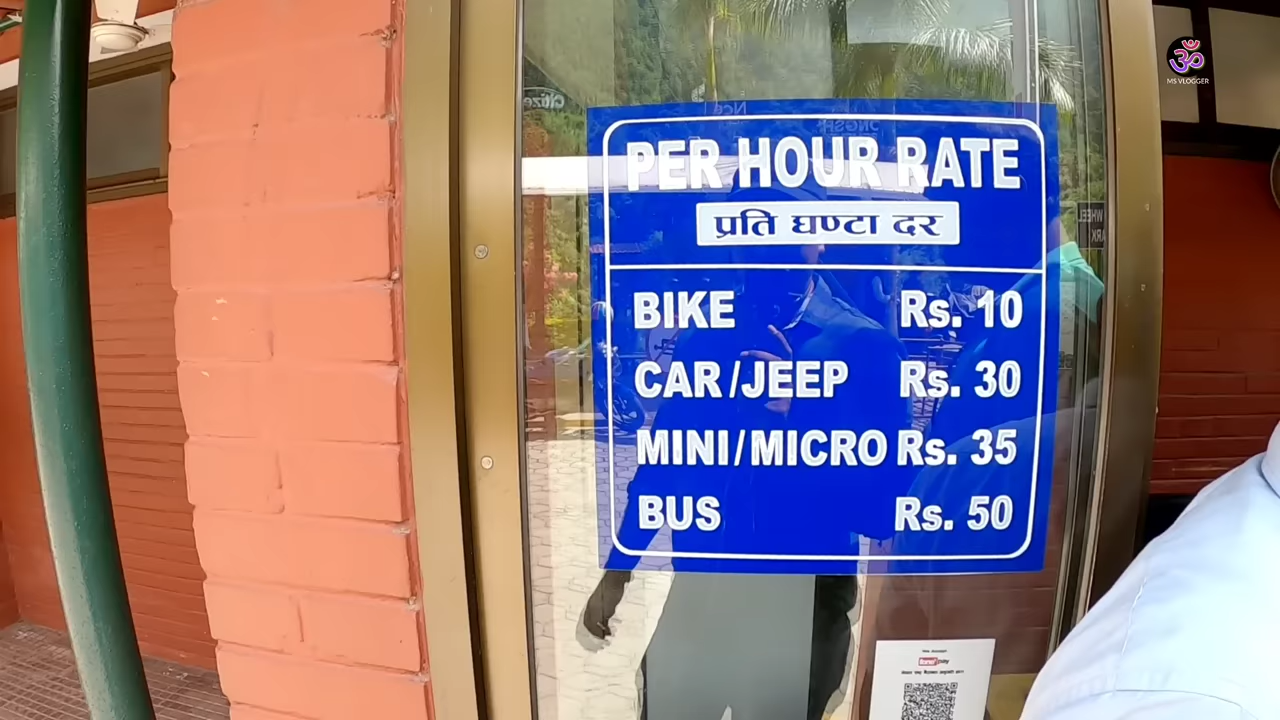 MS VLOGGER
PER HOUR RATE
प्रति घण्टा दर
BIKE Rs. 10
CAR/JEEP Rs. 30
MINI/MICRO Rs. 35
BUS Rs. 50